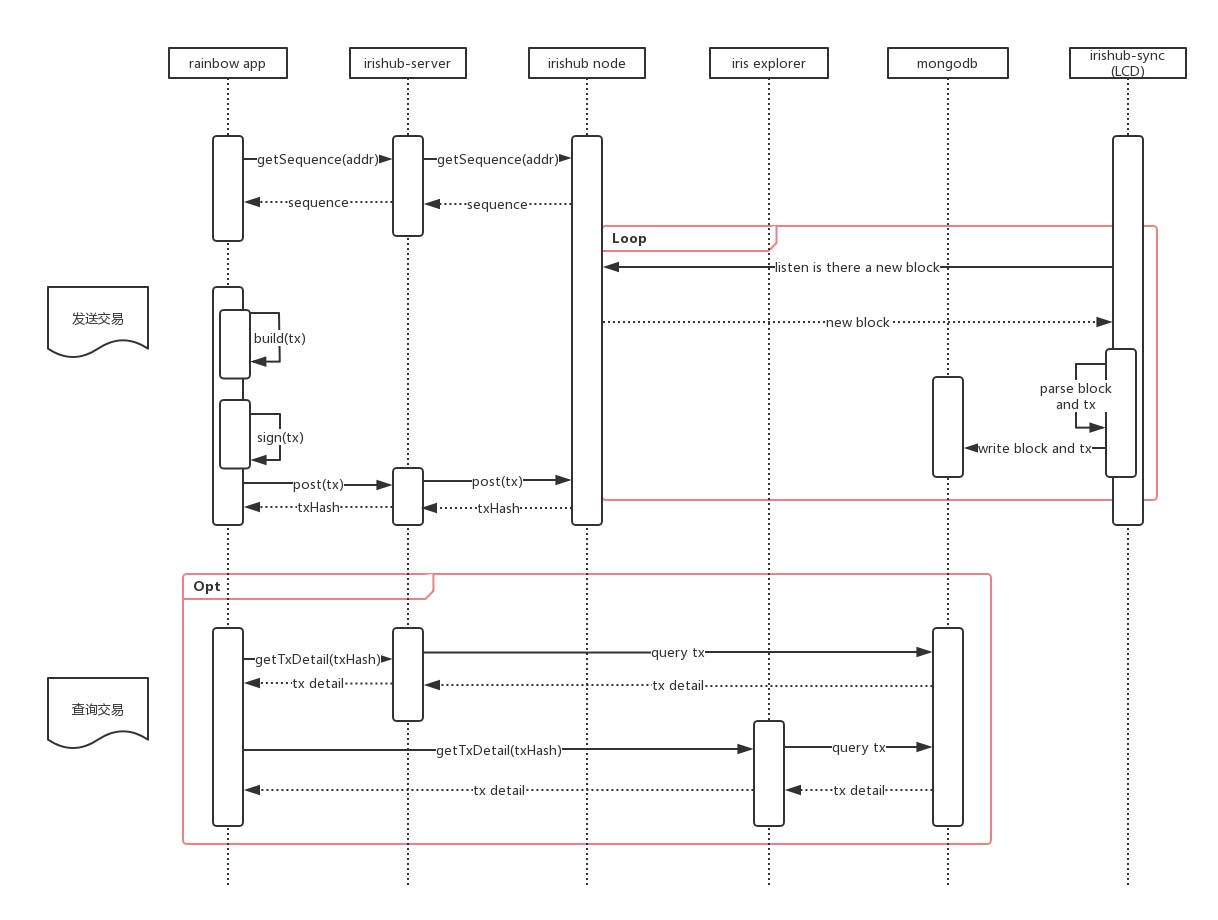 rainbow app
irishub-server
irishub node
iris explorer
mongodb
irishub-sync
(LCD)
getSequence(addr)
getSequence(addr)
sequence
sequence
Loop
listen is there a new block
发送交易
new block
build(tx)
parse block
and tx
sign(tx)
write block and tx
post(tx)
post(tx)
txHash
txHash
Opt
getTxDetail(txHash)
query tx
tx detail
tx detail
查询交易
getTxDetail(txHash)
query tx
tx detail
tx detail